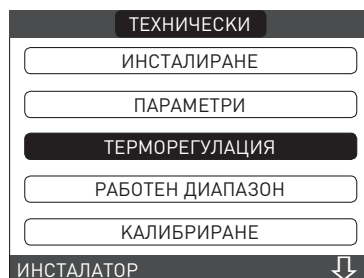 ТЕХНИЧЕСКИ
ИНСТАЛИРАНЕ
ПАРАМЕТРИ
ТЕРМОРЕГУЛАЦИЯ
РАБОТЕН ДИАПАЗОН
КАЛИБРИРАНЕ
ИНСТАЛАТОР